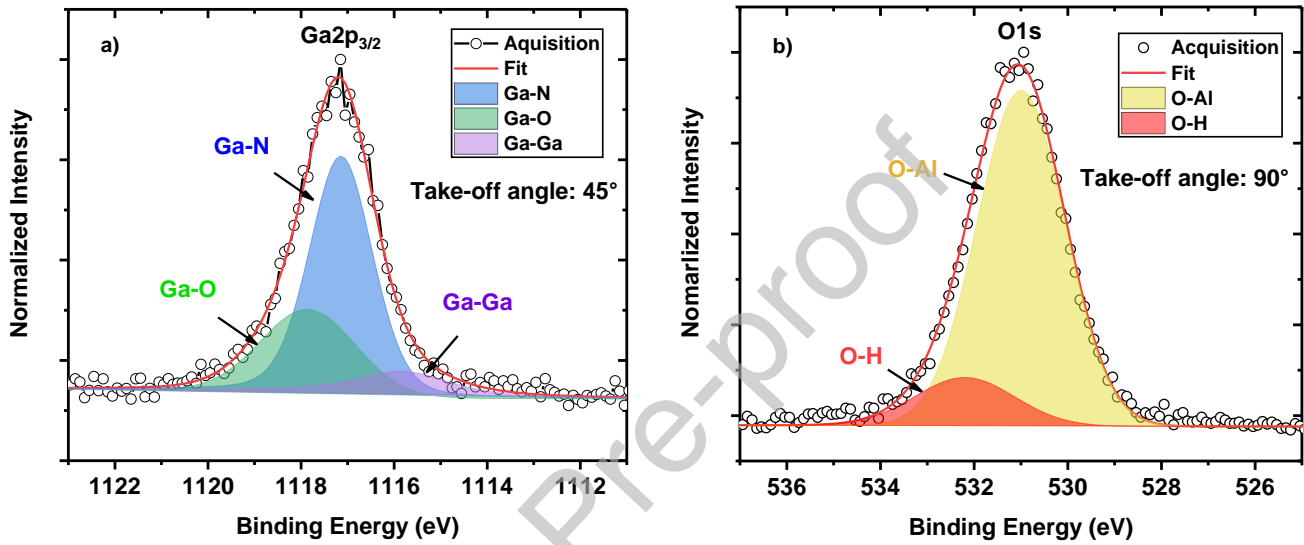 a)
Ga2p3/2
Aquisition
Fit
Ga-N
Ga-O
Ga-Ga
Ga-N
Take-off angle: 45°
Ga-O
Ga-Ga
Normalized Intensity
1122 1120 1118 1116 1114 1112
Binding Energy (eV)
b)
O1s
Acquisition
Fit
O-Al
O-H
O-Al
Take-off angle: 90°
O-H
Nomarlized Intensity
536 534 532 530 528 526
Binding Energy (eV)
Pre-proof